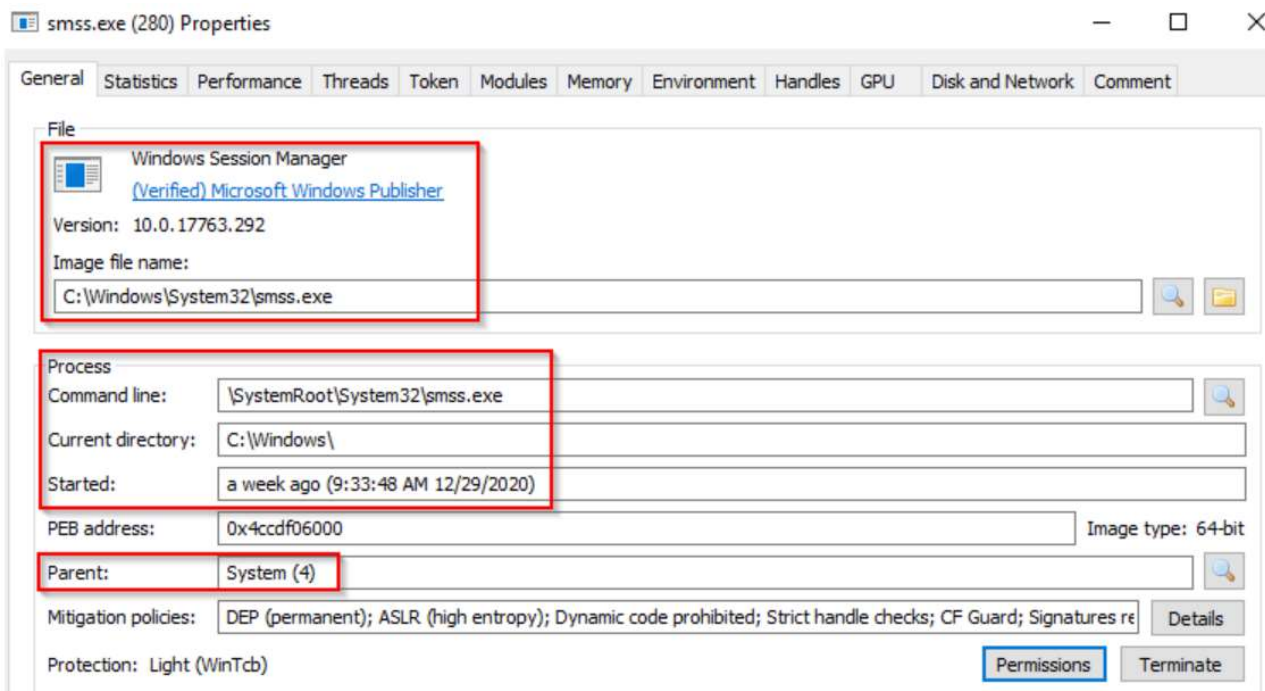 smss.exe (280) Properties
General Statistics Performance Threads Token Modules Memory Environment Handles GPU Disk and Network Comment
File
Windows Session Manager
(Verified) Microsoft Windows Publisher
Version: 10.0.17763.292
Image file name:
C:\Windows\System32\smss.exe
Process
Command line: \SystemRoot\System32\smss.exe
Current directory: C:\Windows\
Started: a week ago (9:33:48 AM 12/29/2020)
PEB address: 0x4ccdf06000 Image type: 64-bit
Parent: System (4)
Mitigation policies: DEP (permanent); ASLR (high entropy); Dynamic code prohibited; Strict handle checks; CF Guard; Signatures re Details
Protection: Light (WinTcb) Permissions Terminate